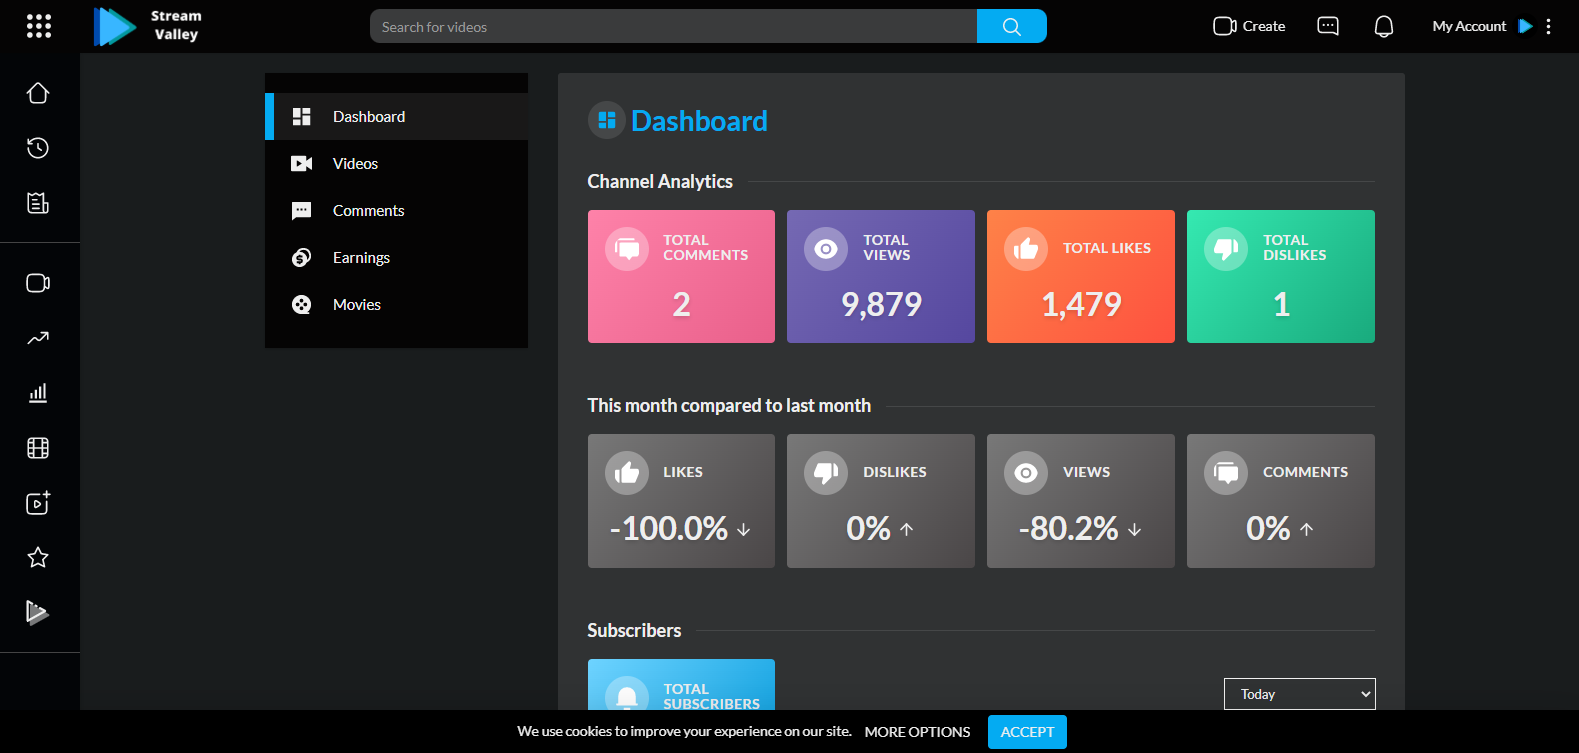 Stream
Valley
Search for videos
Create
My Account
Dashboard
Videos
Comments
Earnings
Movies
Dashboard
Channel Analytics
TOTAL
COMMENTS
2
TOTAL
VIEWS
9,879
TOTAL LIKES
1,479
TOTAL
DISLIKES
1
This month compared to last month
LIKES
-100.0%
DISLIKES
0%
VIEWS
-80.2%
COMMENTS
0%
Subscribers
TOTAL
SUBSCRIBERS
Today
We use cookies to improve your experience on our site. MORE OPTIONS ACCEPT